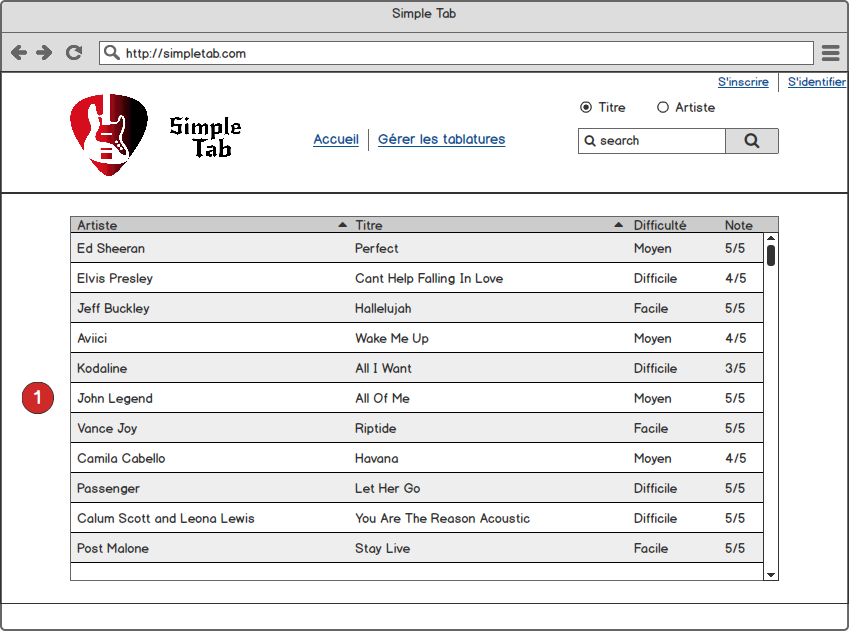 Simple Tab
http://simpletab.com
S'inscrire S'identifier
Titre Artiste
Simple
Tab
Accueil Gérer les tablatures
search
Artiste Titre Difficulté Note
Ed Sheeran Perfect Moyen 5/5
Elvis Presley Cant Help Falling In Love Difficile 4/5
Jeff Buckley Hallelujah Facile 5/5
Aviici Wake Me Up Moyen 4/5
Kodaline All I Want Difficile 3/5
1
John Legend All Of Me Moyen 5/5
Vance Joy Riptide Facile 5/5
Camila Cabello Havana Moyen 4/5
Passenger Let Her Go Difficile 5/5
Calum Scott and Leona Lewis You Are The Reason Acoustic Difficile 5/5
Post Malone Stay Live Facile 5/5